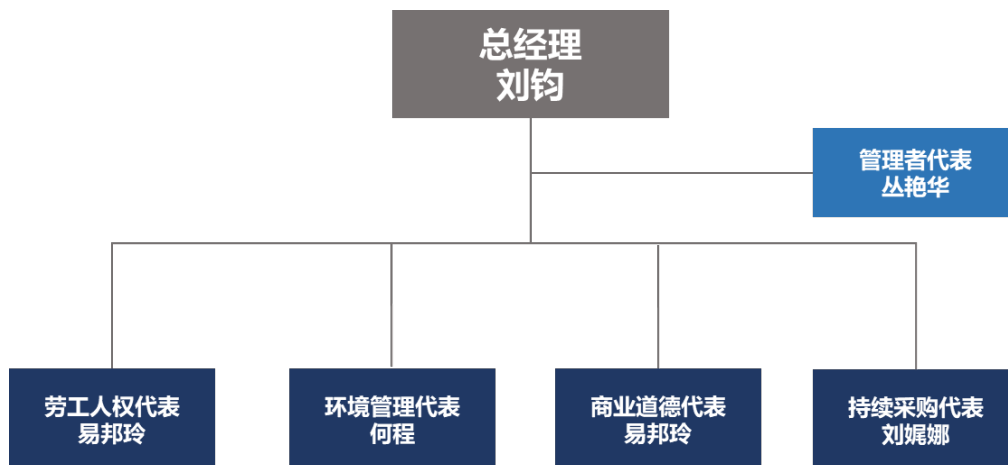 总经理
刘钧
管理者代表
丛艳华
劳工人权代表
易邦玲
环境管理代表
何程
商业道德代表
易邦玲
持续采购代表
刘娓娜